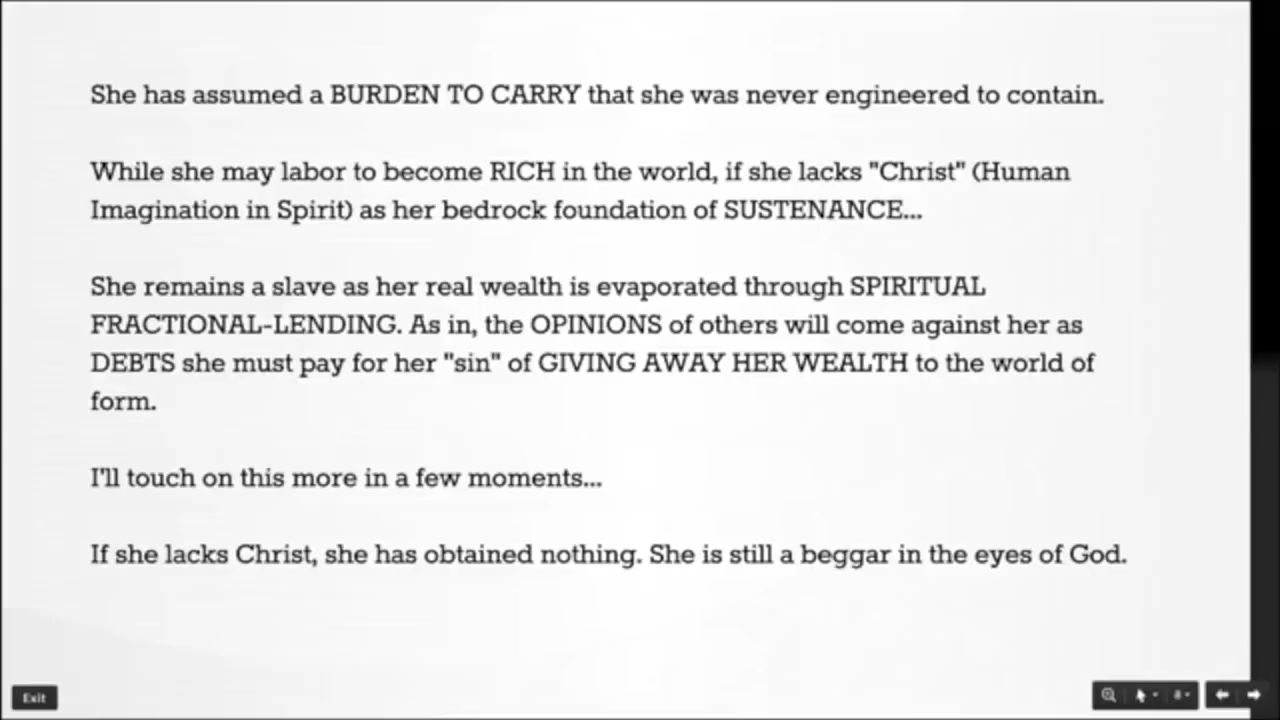 She has assumed a BURDEN TO CARRY that she was never engineered to contain.
While she may labor to become RICH in the world, if she lacks "Christ" (Human
Imagination in Spirit) as her bedrock foundation of SUSTENANCE...
She remains a slave as her real wealth is evaporated through SPIRITUAL
FRACTIONAL-LENDING. As in, the OPINIONS of others will come against her as
DEBTS she must pay for her "sin" of GIVING AWAY HER WEALTH to the world of
form.
I'll touch on this more in a few moments...
If she lacks Christ, she has obtained nothing. She is still a beggar in the eyes of God.
Exit